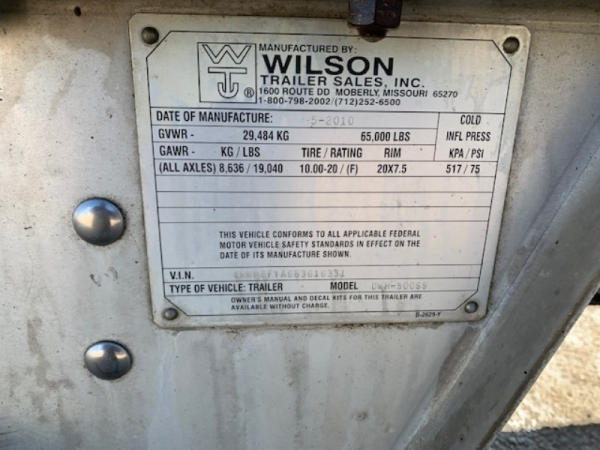 MANUFACTURED BY:
WILSON
TRAILER SALES, INC.
1600 ROUTE DD MOBERLY, MISSOURI 65270
1-800-798-2002/(712)252-6500
WT ®
DATE OF MANUFACTURE: 5-2010 COLD
GVWR - 29,484 KG 65,000 LBS INFL PRESS
GAWR - KG / LBS TIRE / RATING RIM KPA / PSI
(ALL AXLES) 8,636 / 19,040 10.00-20 / (F) 20X7.5 517 / 75
THIS VEHICLE CONFORMS TO ALL APPLICABLE FEDERAL
MOTOR VEHICLE SAFETY STANDARDS IN EFFECT ON THE
DATE OF ITS MANUFACTURE SHOWN.
V.I.N.
TYPE OF VEHICLE: TRAILER MODEL
OWNER'S MANUAL AND DECAL KITS FOR THIS TRAILER ARE
AVAILABLE WITHOUT CHARGE.
B-2629-Y